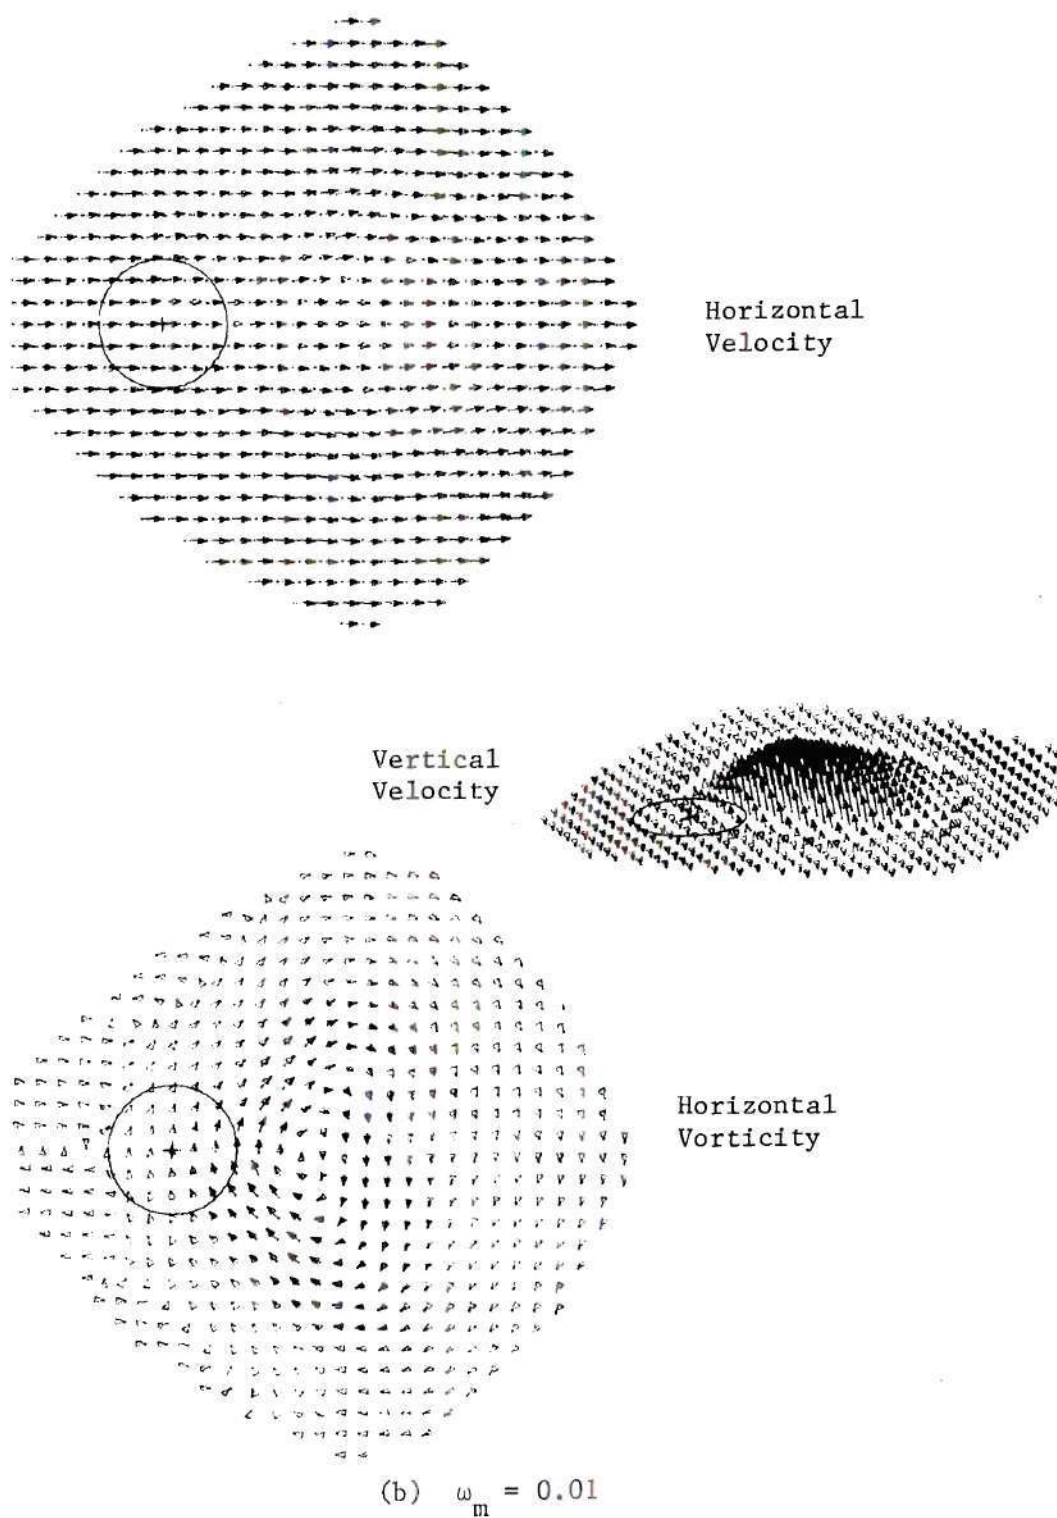 Horizontal
Velocity
Vertical
Velocity
Horizontal
Vorticity
(b) ω_m = 0.01